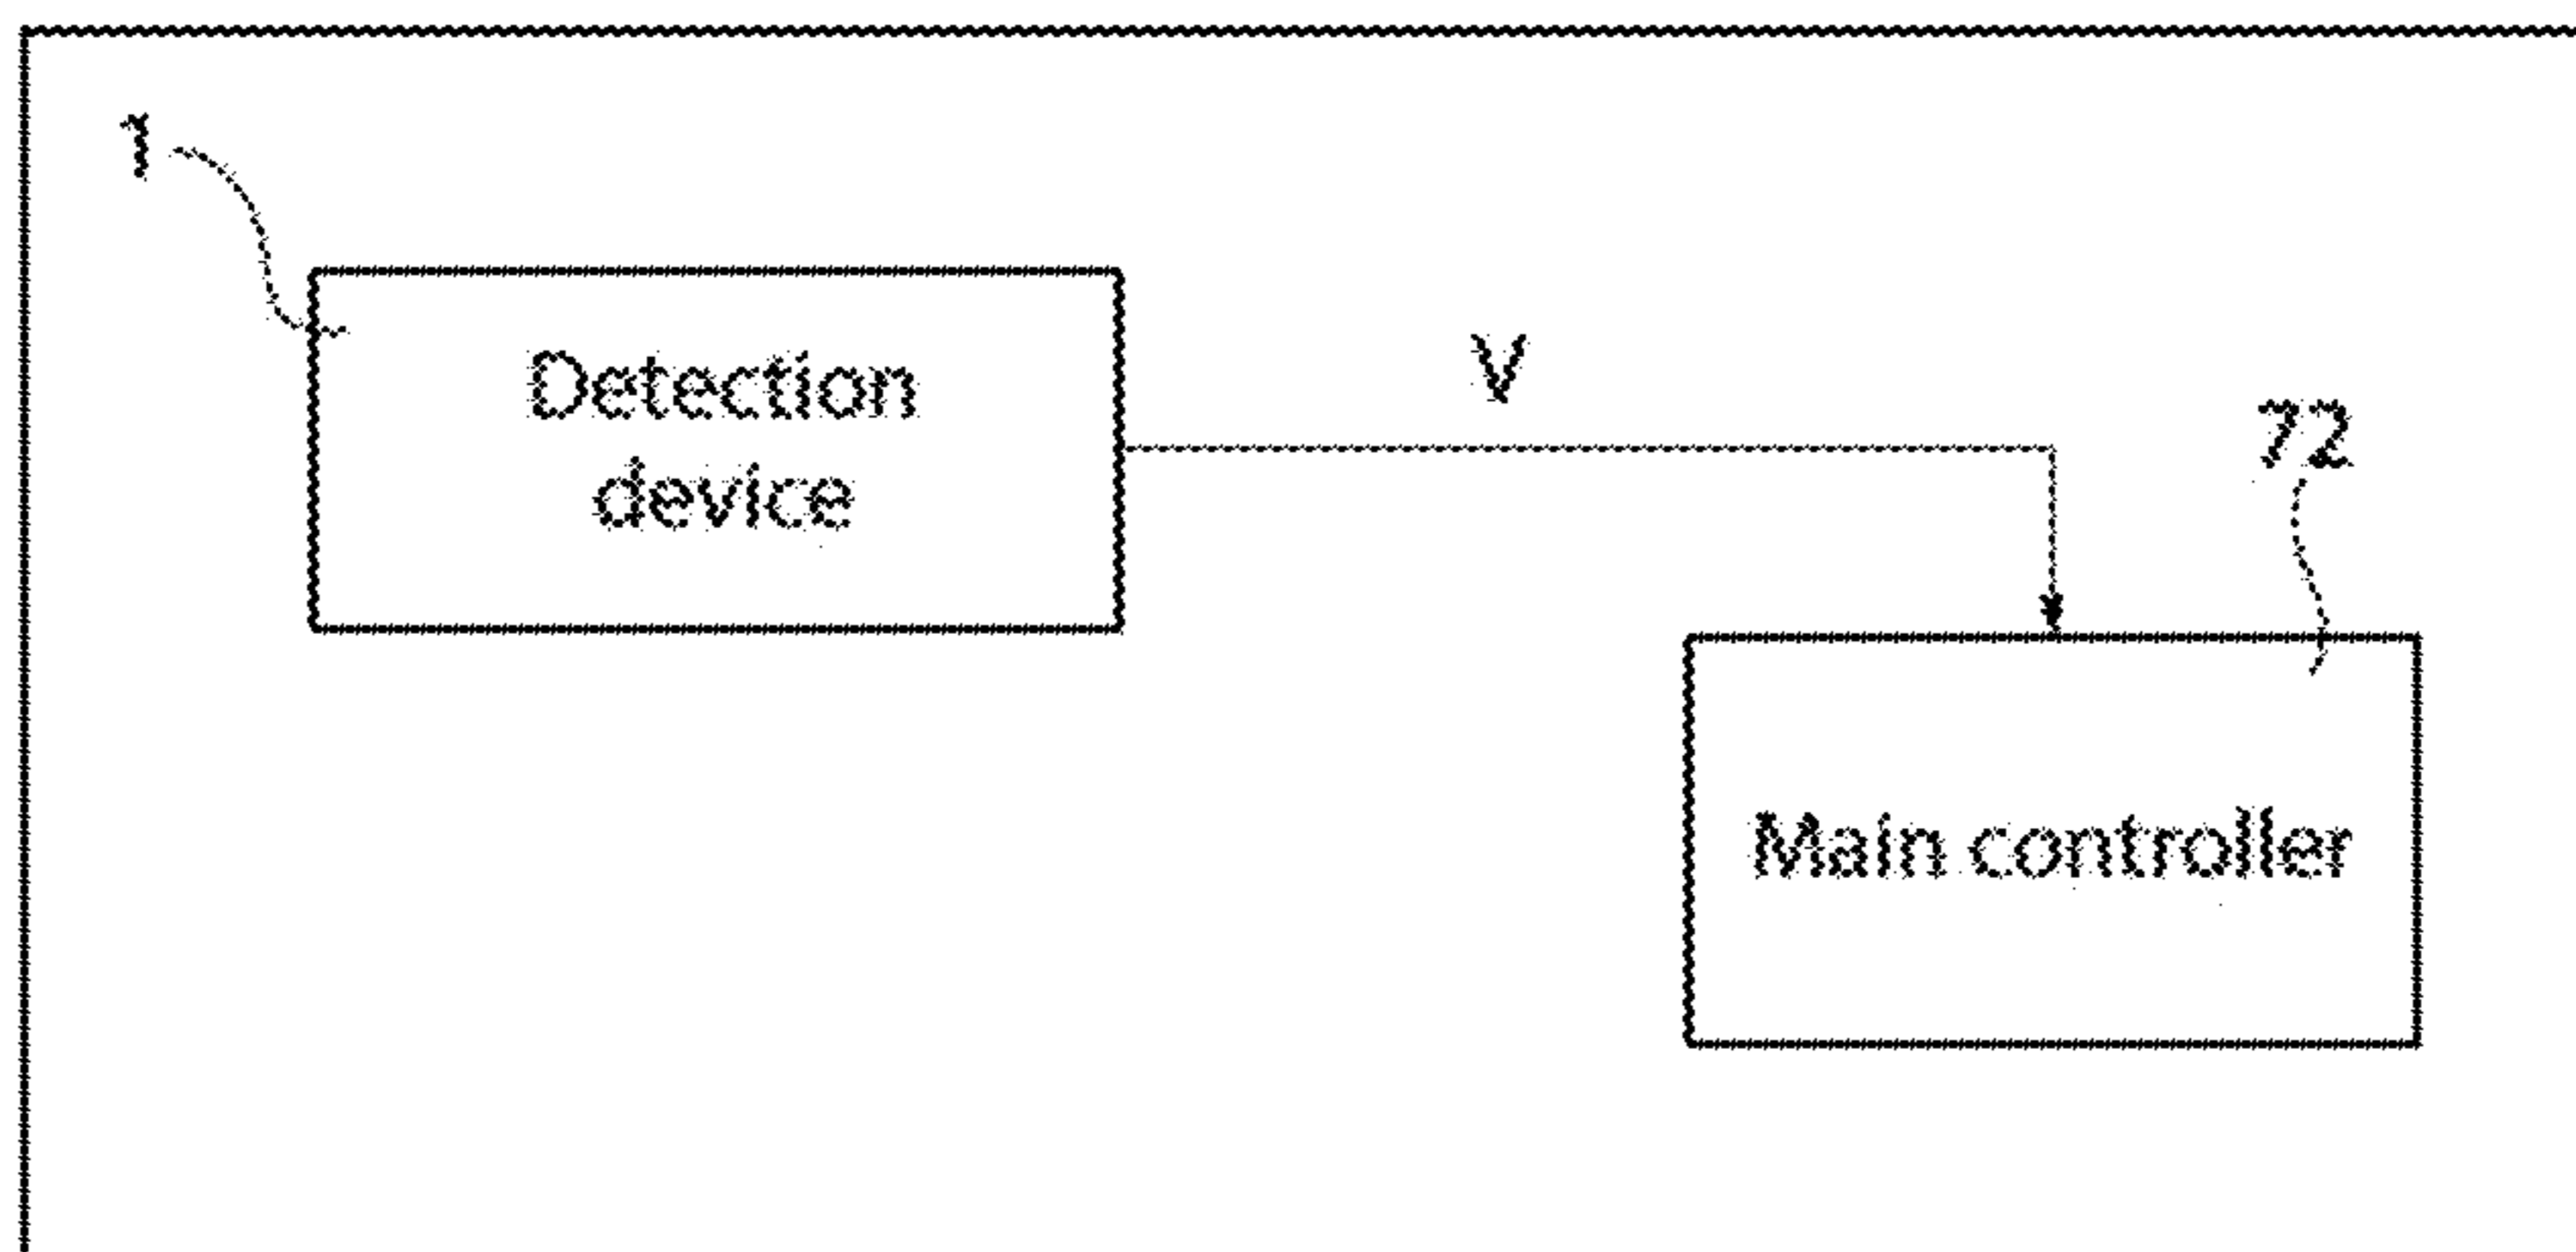 1
Detection
device
V
72
Main controller